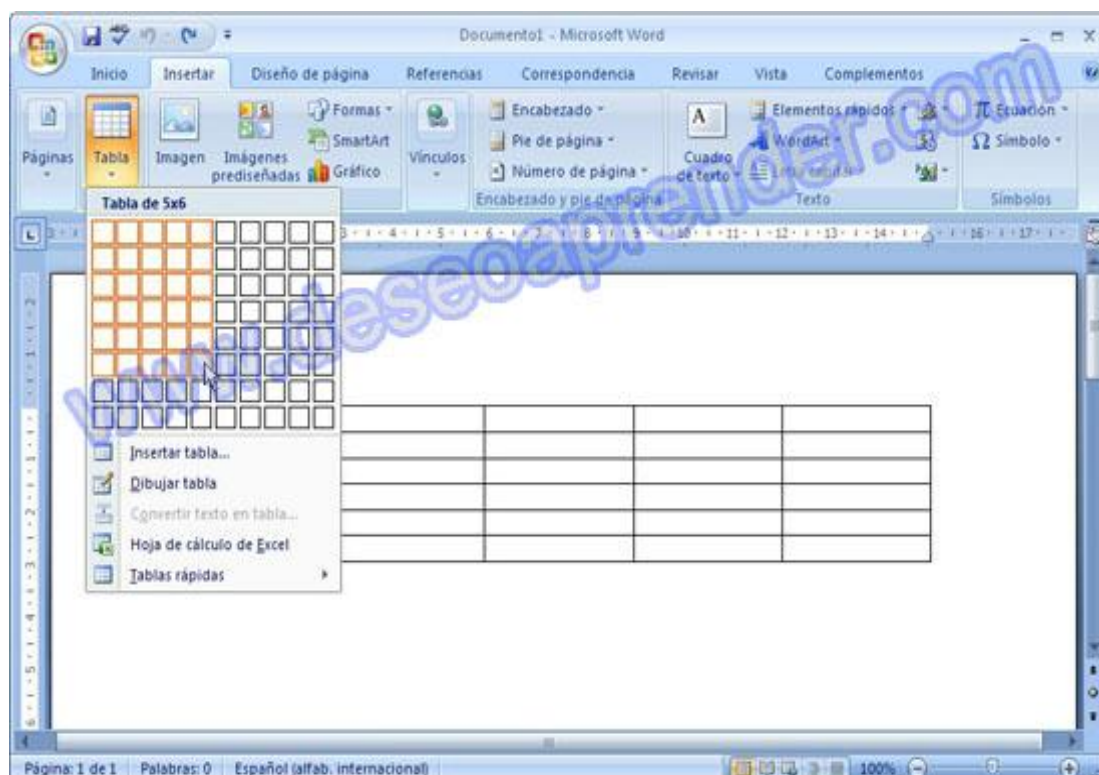 Documento1 - Microsoft Word
Inicio Insertar Diseño de página Referencias Correspondencia Revisar Vista Complementos
Páginas Tabla Imagen Imágenes prediseñadas
Formas
SmartArt
Gráfico
Vínculos
Encabezado
Pie de página
Número de página
Encabezado y pie de página
A
Cuadro
de texto
Elementos rápidos
WordArt
Texto
π Ecuación
Ω Símbolo
Símbolos
www.deseoaprender.com
Tabla de 5x6
Insertar tabla...
Dibujar tabla
Convertir texto en tabla...
Hoja de cálculo de Excel
Tablas rápidas
Página: 1 de 1 Palabras: 0 Español (alfab. internacional) 100%